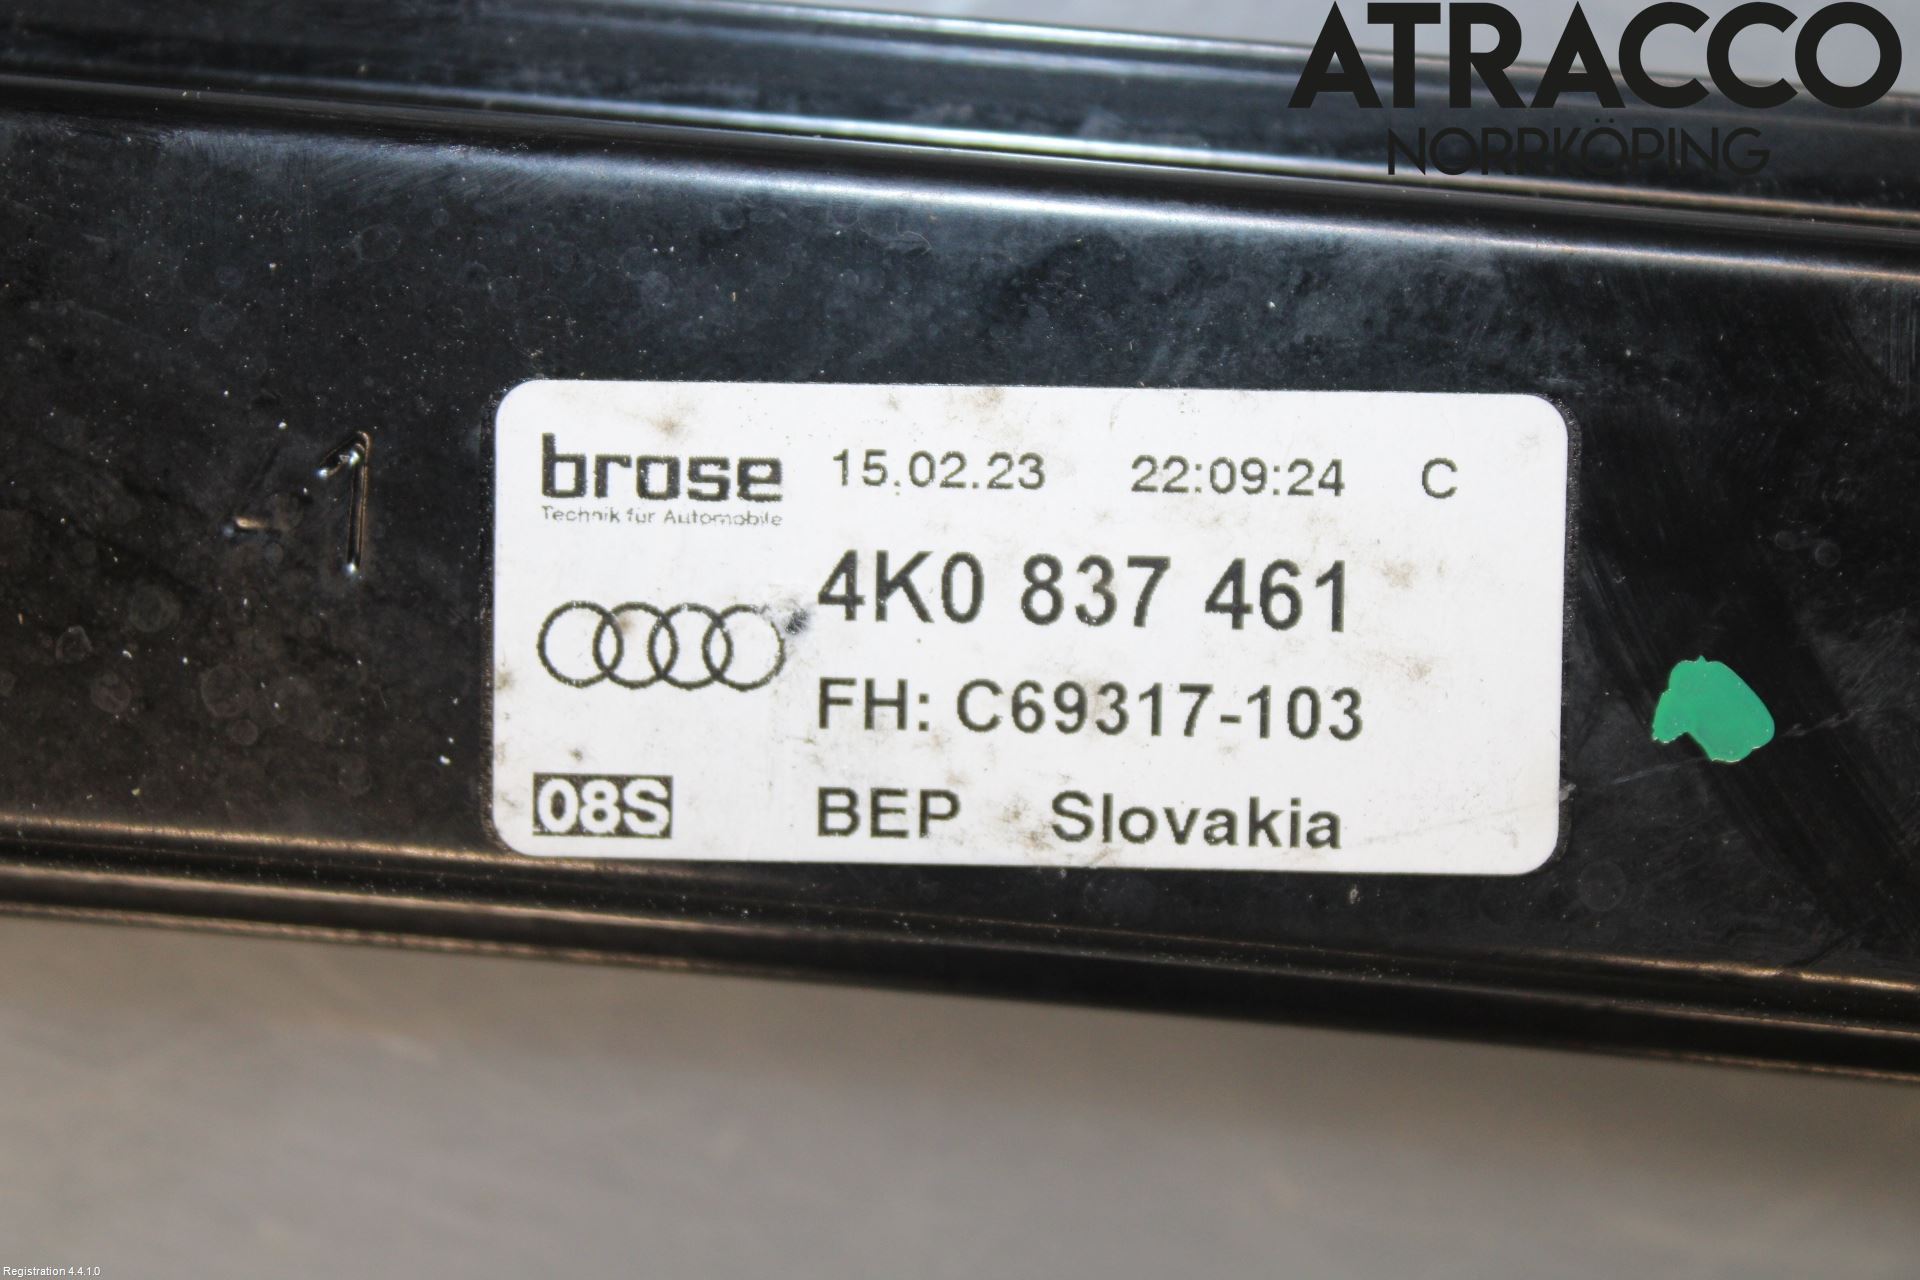 ATRACCO
NORRKÖPING
1
brose 15.02.23 22:09:24 C
Technik für Automobile
4K0 837 461
FH: C69317-103
08S BEP Slovakia
Registration 4.4.1.0